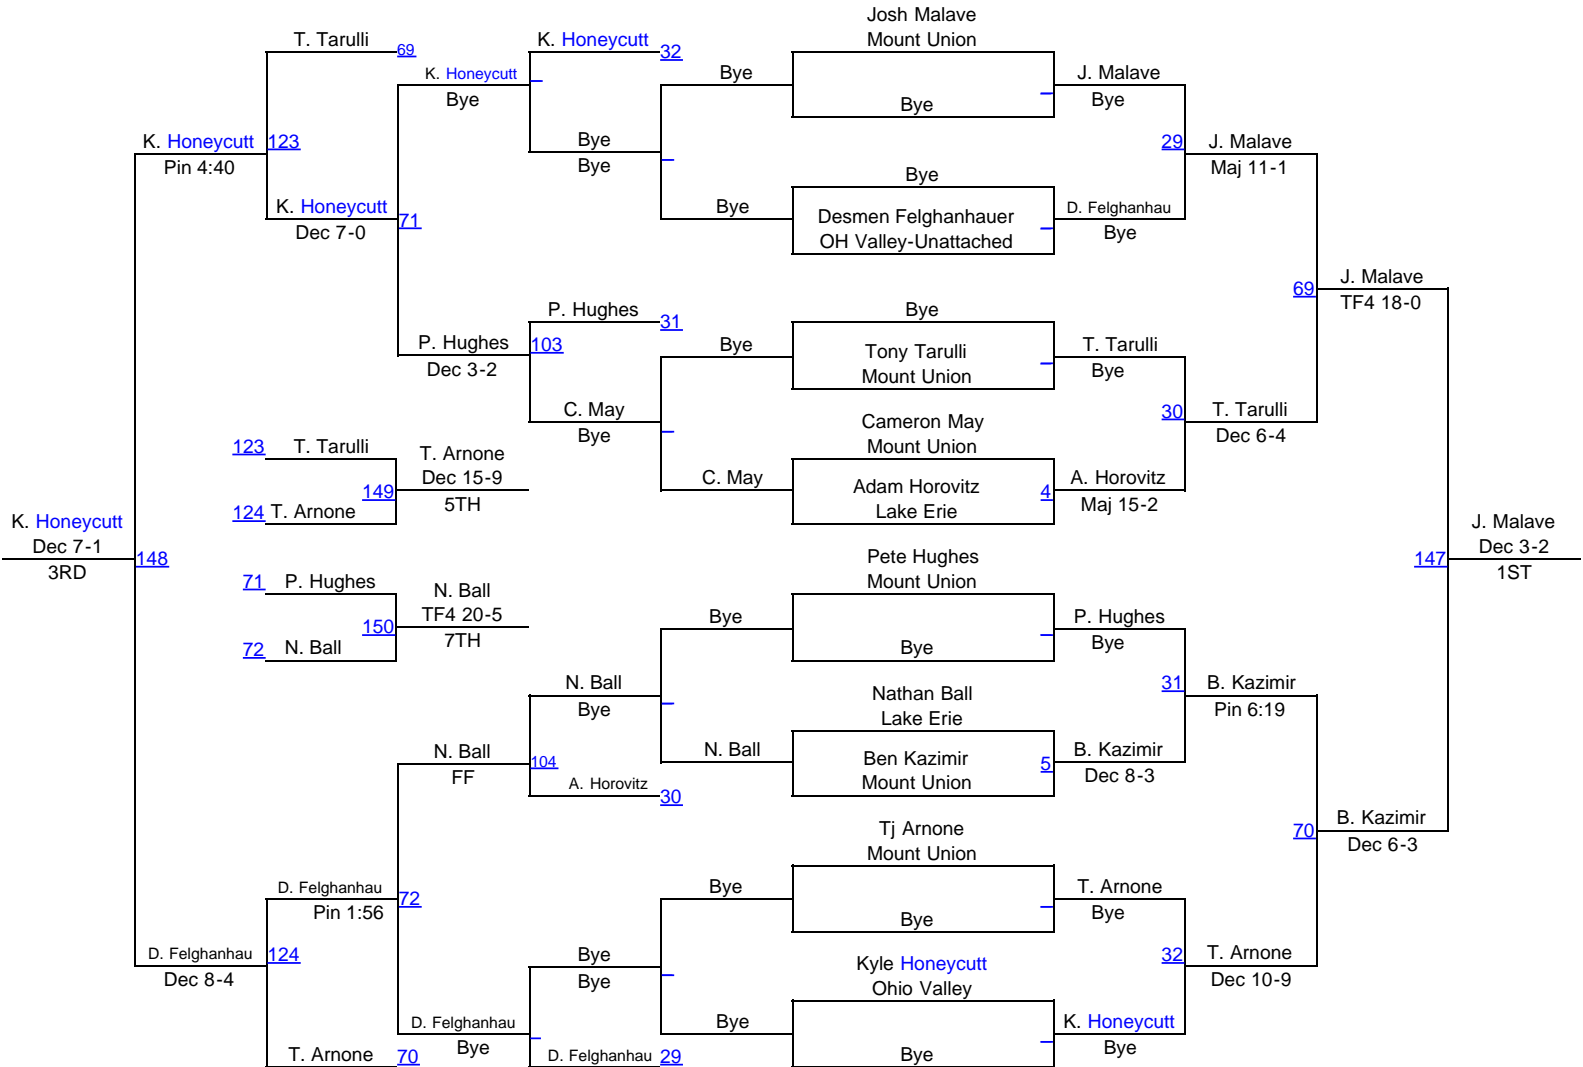 Josh Malave
T. Tarulli
69
K. Honeycutt
32
Mount Union
K. Honeycutt
Bye
Bye
Bye
J. Malave
Bye
K. Honeycutt
123
Pin 4:40
Bye
Bye
29
J. Malave
Maj 11-1
Bye
K. Honeycutt
71
Dec 7-0
Bye
Desmen Felghanhauer
OH Valley-Unattached
D. Felghanhau
Bye
69
J. Malave
TF4 18-0
P. Hughes
31
Bye
P. Hughes
103
Dec 3-2
Bye
Tony Tarulli
Mount Union
T. Tarulli
Bye
C. May
Bye
Cameron May
Mount Union
30
T. Tarulli
Dec 6-4
123
T. Tarulli
T. Arnone
Dec 15-9
149
5TH
124
T. Arnone
C. May
Adam Horovitz
Lake Erie
4
A. Horovitz
Maj 15-2
K. Honeycutt
Dec 7-1
3RD
148
J. Malave
Dec 3-2
147
1ST
Pete Hughes
Mount Union
71
P. Hughes
N. Ball
TF4 20-5
150
7TH
72
N. Ball
Bye
Bye
P. Hughes
Bye
N. Ball
Bye
Nathan Ball
Lake Erie
31
B. Kazimir
Pin 6:19
N. Ball
FF
104
A. Horovitz
30
N. Ball
Ben Kazimir
Mount Union
5
B. Kazimir
Dec 8-3
Tj Arnone
Mount Union
70
B. Kazimir
Dec 6-3
D. Felghanhau
72
Pin 1:56
Bye
Bye
T. Arnone
Bye
D. Felghanhau
124
Dec 8-4
Bye
Bye
Kyle Honeycutt
Ohio Valley
32
T. Arnone
Dec 10-9
D. Felghanhau
Bye
Bye
K. Honeycutt
Bye
T. Arnone
70
D. Felghanhau
29
Bye